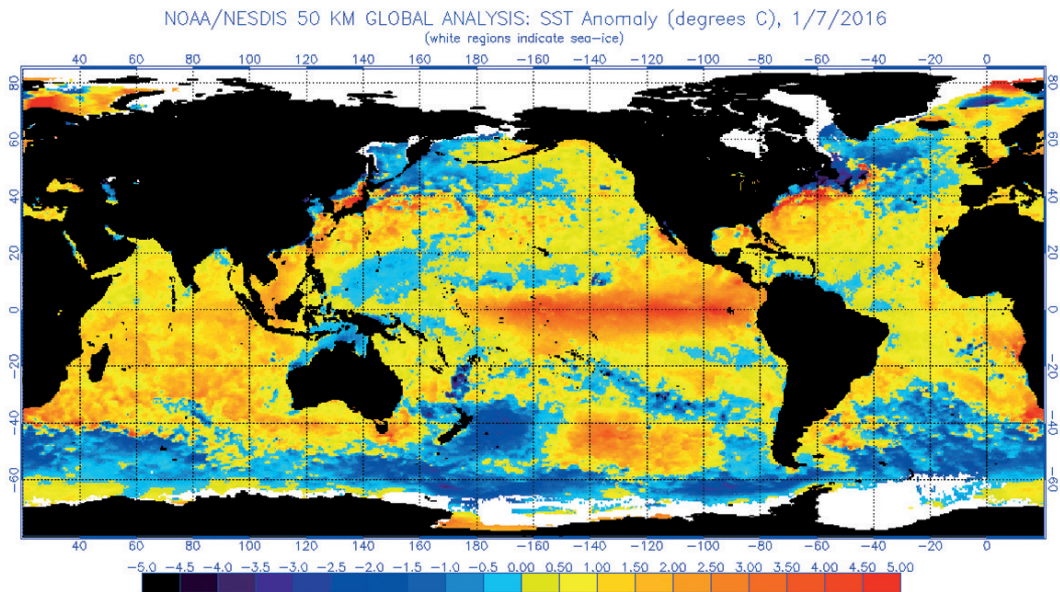 NOAA/NESDIS 50 KM GLOBAL ANALYSIS: SST Anomaly (degrees C), 1/7/2016
(white regions indicate sea-ice)
40 60 80 100 120 140 160 180 -160 -140 -120 -100 -80 -60 -40 -20 0
80 80
60 60
40 40
20 20
0 0
-20 -20
-40 -40
-60 -60
40 60 80 100 120 140 160 180 -160 -140 -120 -100 -80 -60 -40 -20 0
-5.0 -4.5 -4.0 -3.5 -3.0 -2.5 -2.0 -1.5 -1.0 -0.5 0.00 0.50 1.00 1.50 2.00 2.50 3.00 3.50 4.00 4.50 5.00